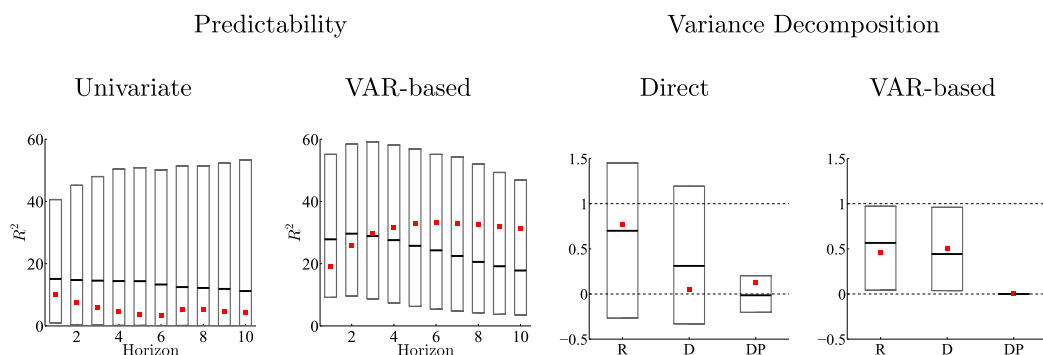 Predictability
Variance Decomposition
Univariate
VAR-based
Direct
VAR-based
R²
60
40
20
0
2
4
6
8
10
Horizon
R²
60
40
20
0
2
4
6
8
10
Horizon
1.5
1
0.5
0
−0.5
R
D
DP
1.5
1
0.5
0
−0.5
R
D
DP